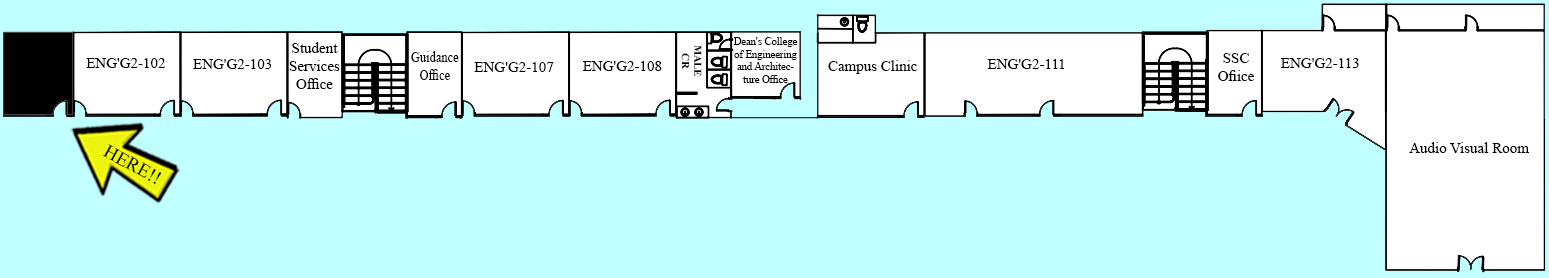 ENG'G2-102
ENG'G2-103
Student
Services
Office
Guidance
Office
ENG'G2-107
ENG'G2-108
MALE
CR
Dean's College
of Engineering
and Architec-
ture Office
Campus Clinic
ENG'G2-111
SSC
Ofiice
ENG'G2-113
Audio Visual Room
HERE!!